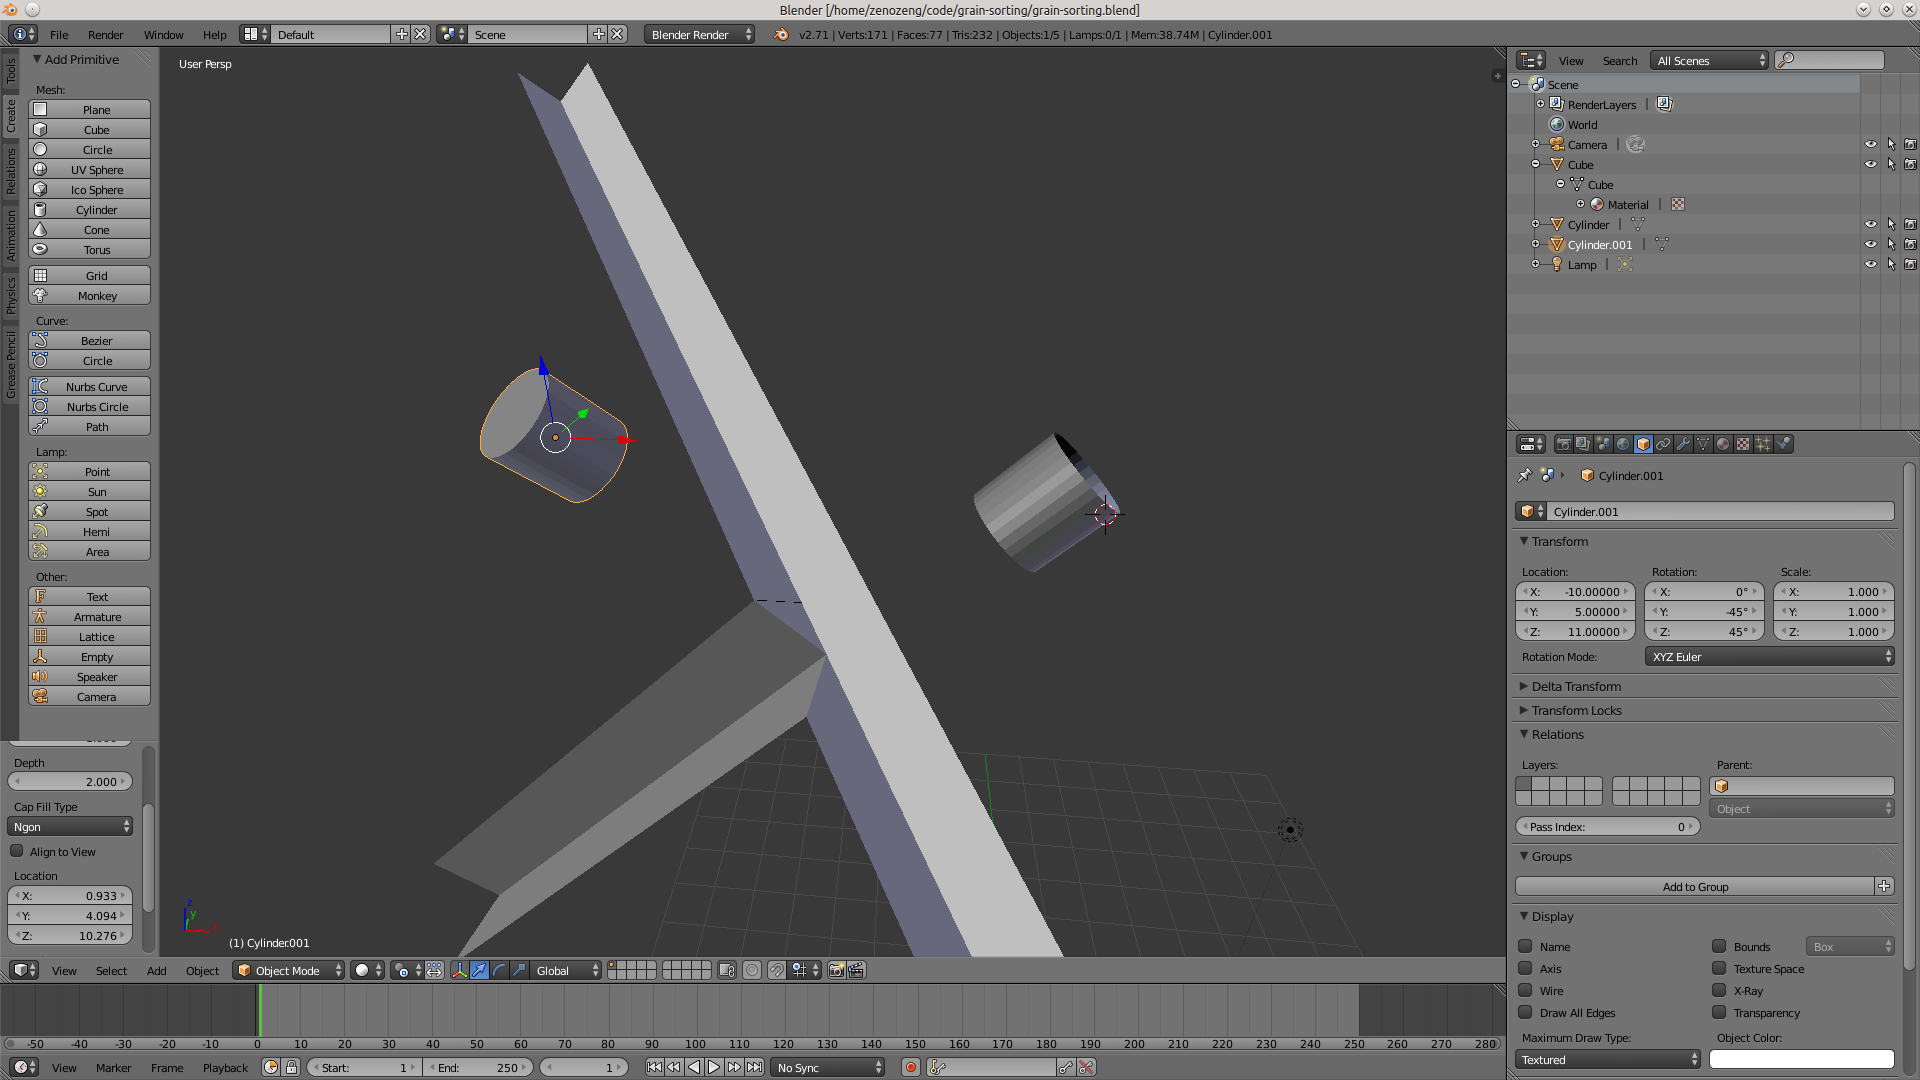 Blender [/home/zenozeng/code/grain-sorting/grain-sorting.blend]
File Render Window Help Default Scene Blender Render v2.71 | Verts:171 | Faces:77 | Tris:232 | Objects:1/5 | Lamps:0/1 | Mem:38.74M | Cylinder.001
Tools
Create
Relations
Animation
Physics
Grease Pencil
Add Primitive
Mesh:
Plane
Cube
Circle
UV Sphere
Ico Sphere
Cylinder
Cone
Torus
Grid
Monkey
Curve:
Bezier
Circle
Nurbs Curve
Nurbs Circle
Path
Lamp:
Point
Sun
Spot
Hemi
Area
Other:
Text
Armature
Lattice
Empty
Speaker
Camera
Depth
2.000
Cap Fill Type
Ngon
Align to View
Location
X: 0.933
Y: 4.094
Z: 10.276
User Persp
z
y
x
(1) Cylinder.001
View Select Add Object Object Mode Global
-50 -40 -30 -20 -10 0 10 20 30 40 50 60 70 80 90 100 110 120 130 140 150 160 170 180 190 200 210 220 230 240 250 260 270 280
View Marker Frame Playback Start: 1 End: 250 1 No Sync
View Search All Scenes
Scene
RenderLayers |
World
Camera |
Cube
Cube
Material |
Cylinder |
Cylinder.001 |
Lamp |
Cylinder.001
Cylinder.001
Transform
Location: Rotation: Scale:
X: -10.00000 X: 0° X: 1.000
Y: 5.00000 Y: -45° Y: 1.000
Z: 11.00000 Z: 45° Z: 1.000
Rotation Mode: XYZ Euler
Delta Transform
Transform Locks
Relations
Layers: Parent:
Object
Pass Index: 0
Groups
Add to Group
Display
Name Bounds Box
Axis Texture Space
Wire X-Ray
Draw All Edges Transparency
Maximum Draw Type: Object Color:
Textured